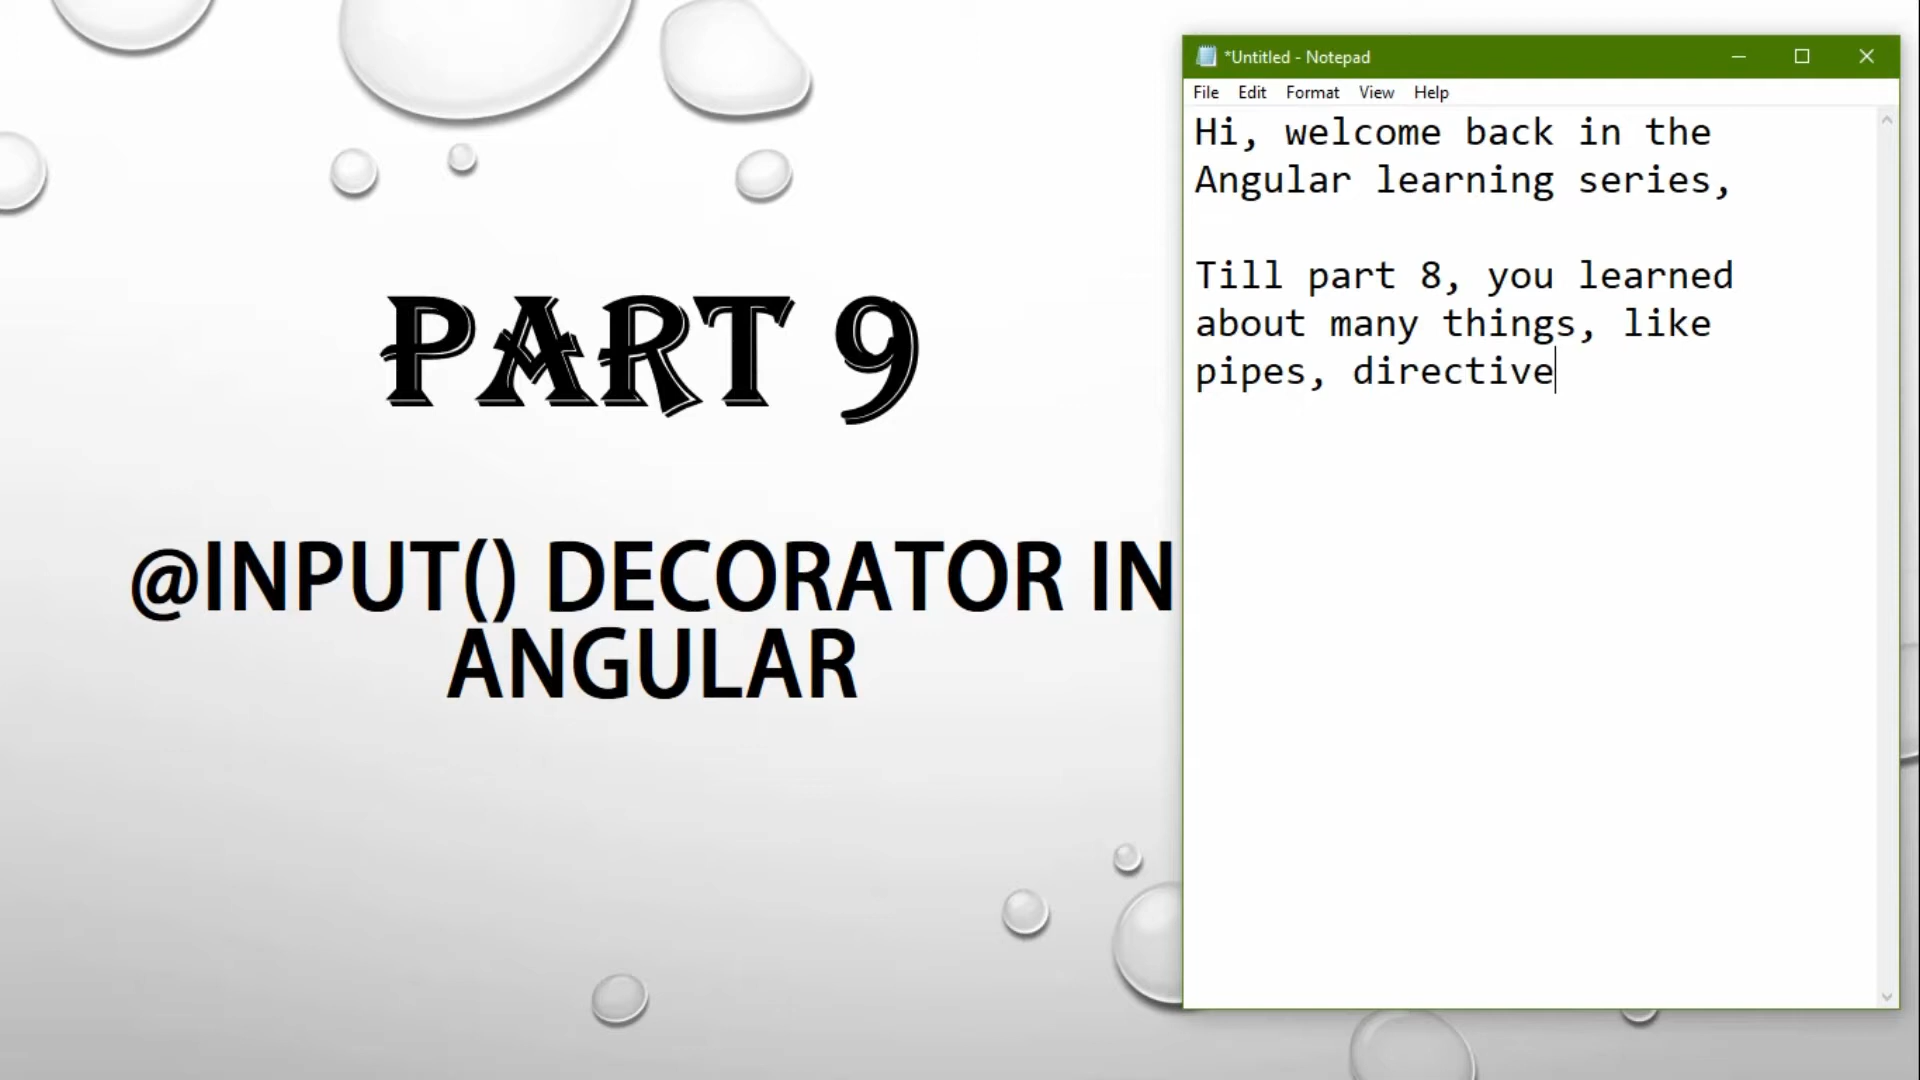 PART 9
@INPUT() DECORATOR IN
ANGULAR
*Untitled - Notepad
File Edit Format View Help
Hi, welcome back in the
Angular learning series,
Till part 8, you learned
about many things, like
pipes, directive